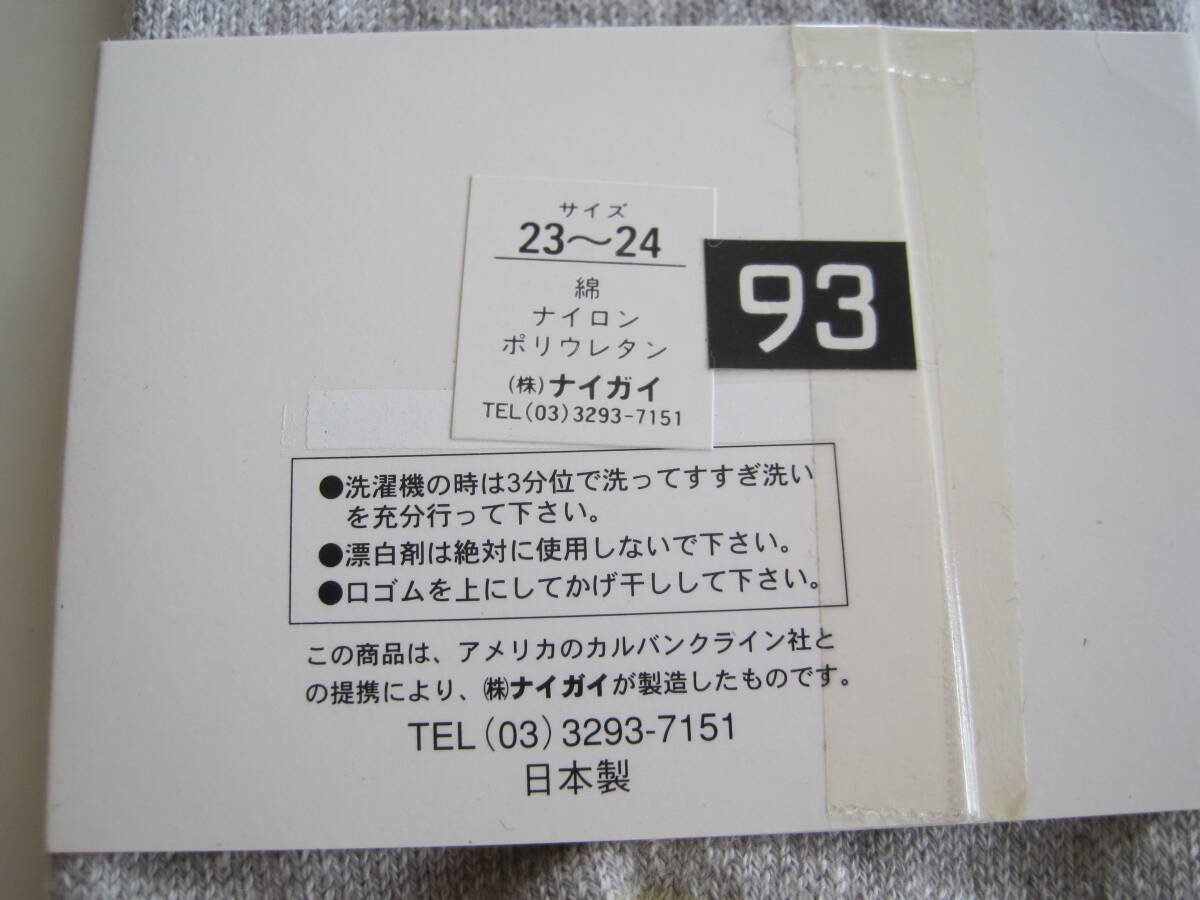 サイズ
23～24
綿
ナイロン
ポリウレタン
(株)ナイガイ
TEL(03)3293-7151
93
●洗濯機の時は3分位で洗ってすすぎ洗い
を充分行って下さい。
●漂白剤は絶対に使用しないで下さい。
●口ゴムを上にしてかげ干しして下さい。
この商品は、アメリカのカルバンクライン社と
の提携により、㈱ナイガイが製造したものです。
TEL(03)3293-7151
日本製